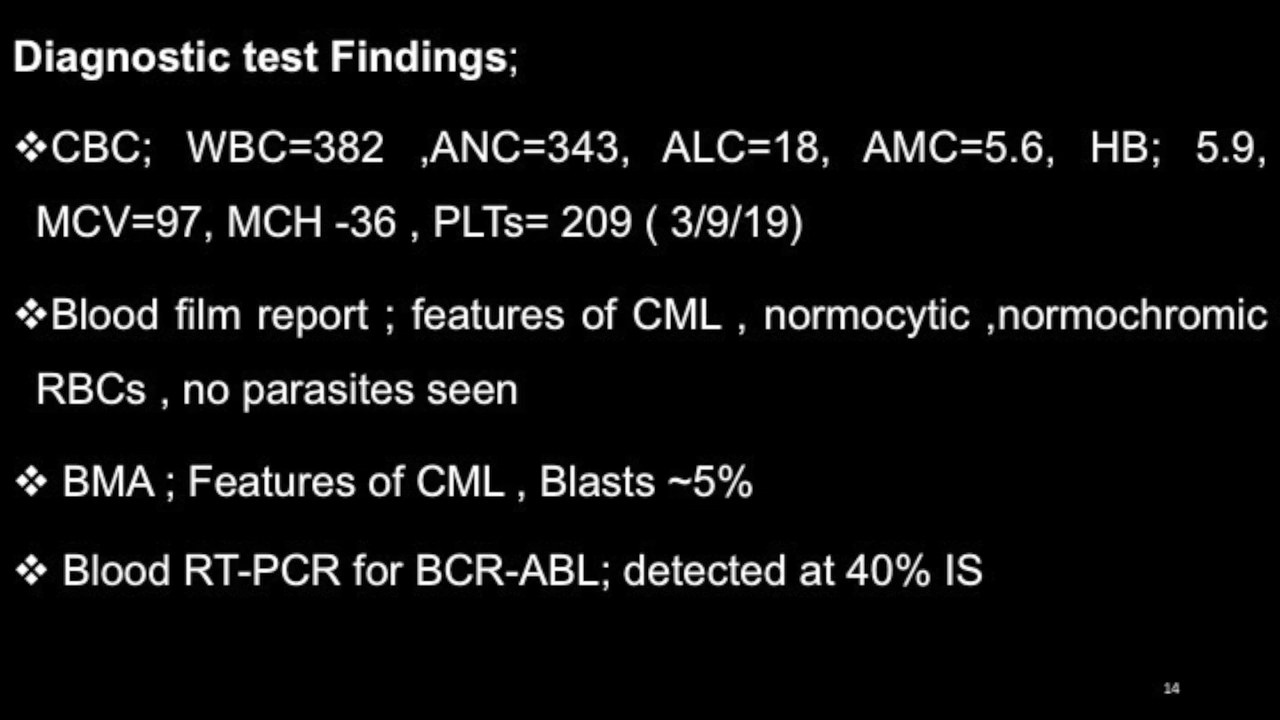 Diagnostic test Findings;
❖CBC; WBC=382 ,ANC=343, ALC=18, AMC=5.6, HB; 5.9,
MCV=97, MCH -36 , PLTs= 209 ( 3/9/19)
❖Blood film report ; features of CML , normocytic ,normochromic
RBCs , no parasites seen
❖ BMA ; Features of CML , Blasts ~5%
❖ Blood RT-PCR for BCR-ABL; detected at 40% IS
14